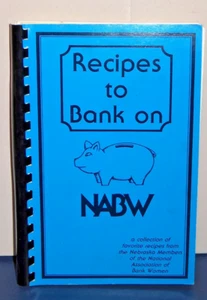 Recipes
to
Bank on
NABW
a collection of
favorite recipes from
the Nebraska Members
of the National
Association of
Bank Women